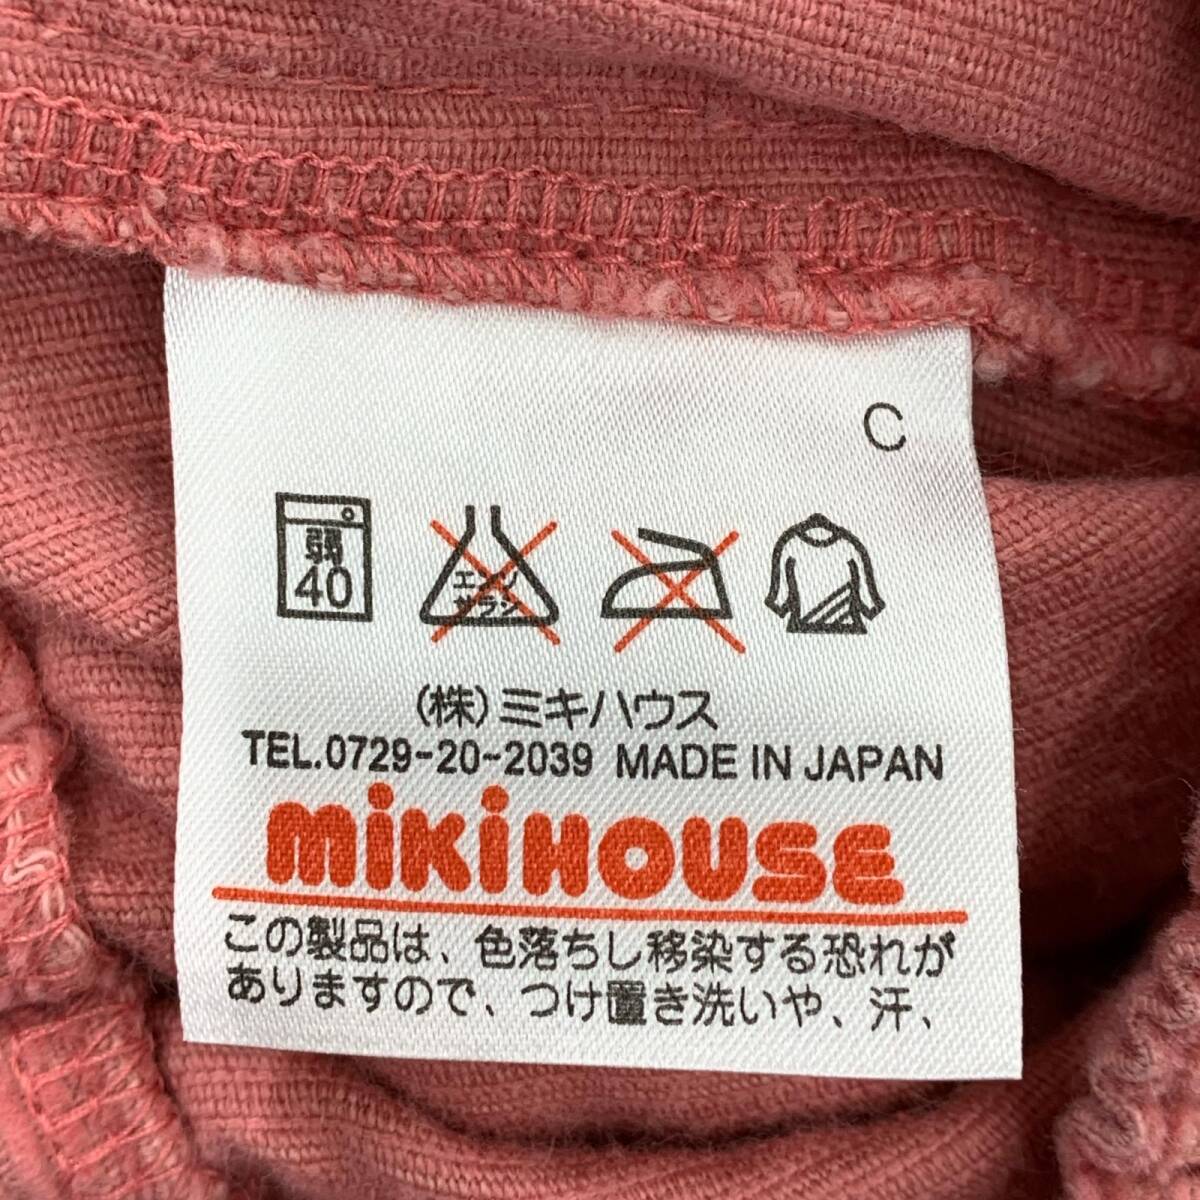 C
弱
40
エンソ
サラシ
(株)ミキハウス
TEL.0729-20-2039 MADE IN JAPAN
mikiHOUSE
この製品は、色落ちし移染する恐れが
ありますので、つけ置き洗いや、汗、